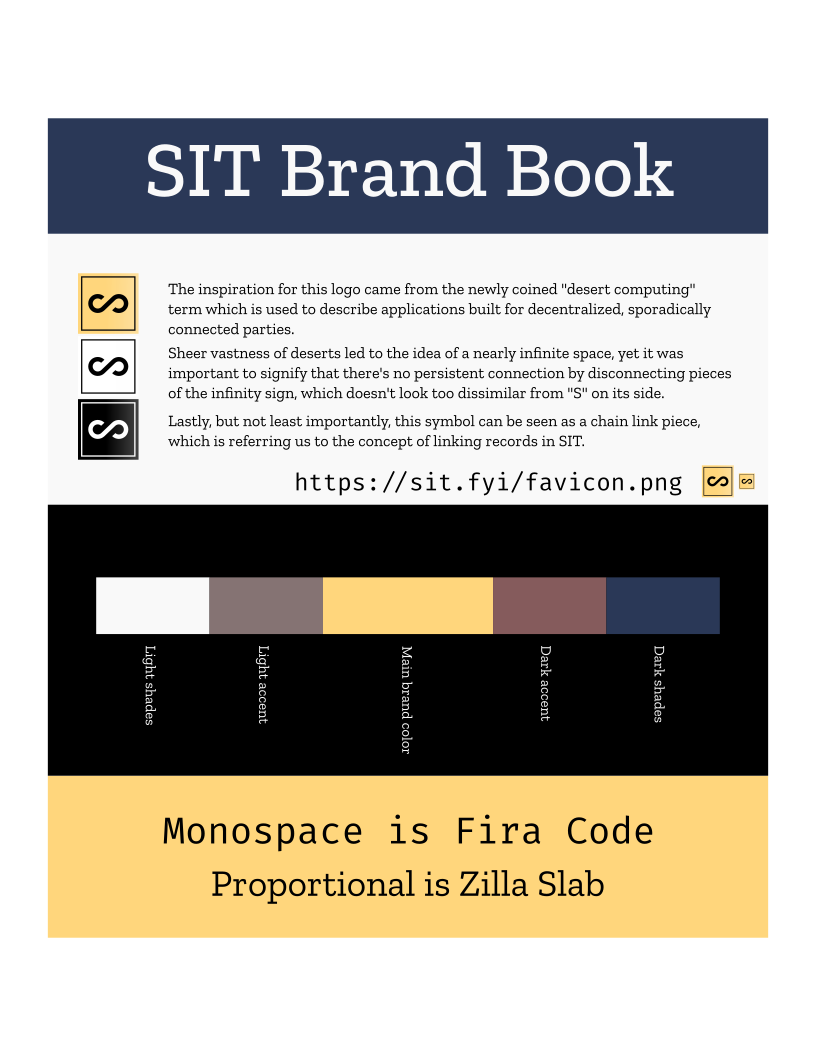 SIT Brand Book
The inspiration for this logo came from the newly coined "desert computing"
term which is used to describe applications built for decentralized, sporadically
connected parties.
Sheer vastness of deserts led to the idea of a nearly infinite space, yet it was
important to signify that there's no persistent connection by disconnecting pieces
of the infinity sign, which doesn't look too dissimilar from "S" on its side.
Lastly, but not least importantly, this symbol can be seen as a chain link piece,
which is referring us to the concept of linking records in SIT.
https://sit.fyi/favicon.png
Light shades
Light accent
Main brand color
Dark accent
Dark shades
Monospace is Fira Code
Proportional is Zilla Slab